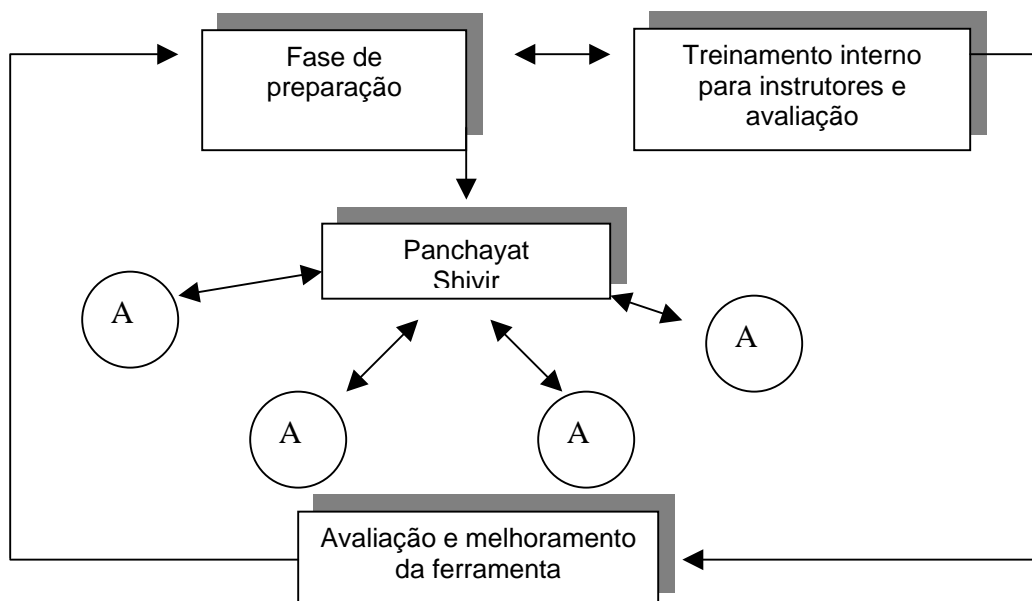 Fase de
preparação
Treinamento interno
para instrutores e
avaliação
Panchayat
Shivir
A
A
A
A
Avaliação e melhoramento
da ferramenta